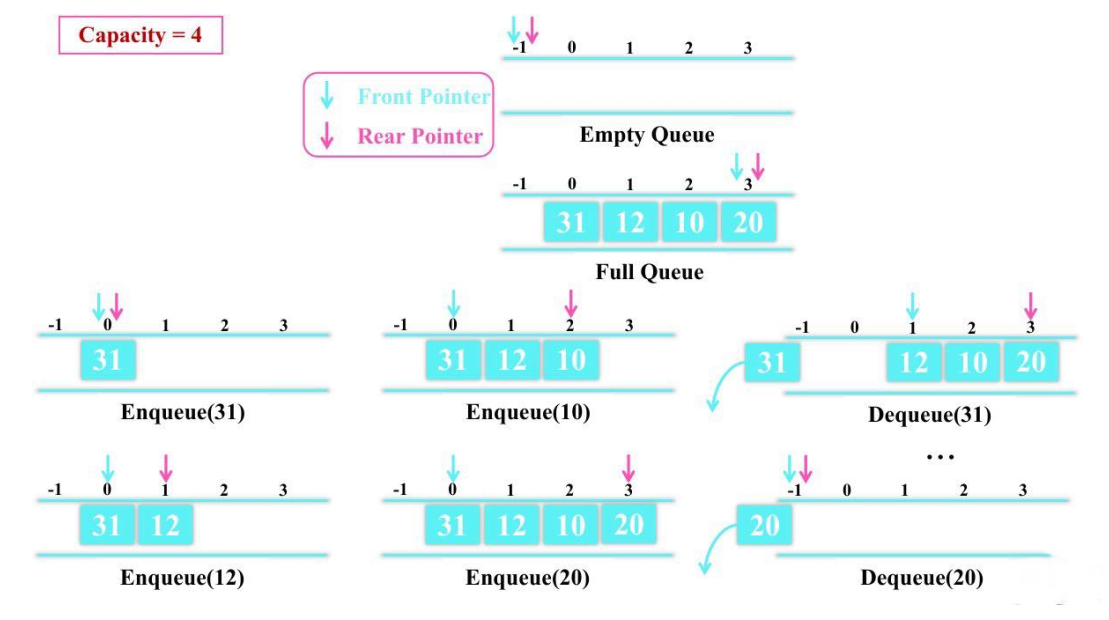 Capacity = 4
-1 0 1 2 3
Front Pointer
Rear Pointer
Empty Queue
-1 0 1 2 3
31 12 10 20
Full Queue
-1 0 1 2 3
31
Enqueue(31)
-1 0 1 2 3
31 12 10
Enqueue(10)
-1 0 1 2 3
31 12 10 20
Dequeue(31)
...
-1 0 1 2 3
31 12
Enqueue(12)
-1 0 1 2 3
31 12 10 20
Enqueue(20)
-1 0 1 2 3
20
Dequeue(20)